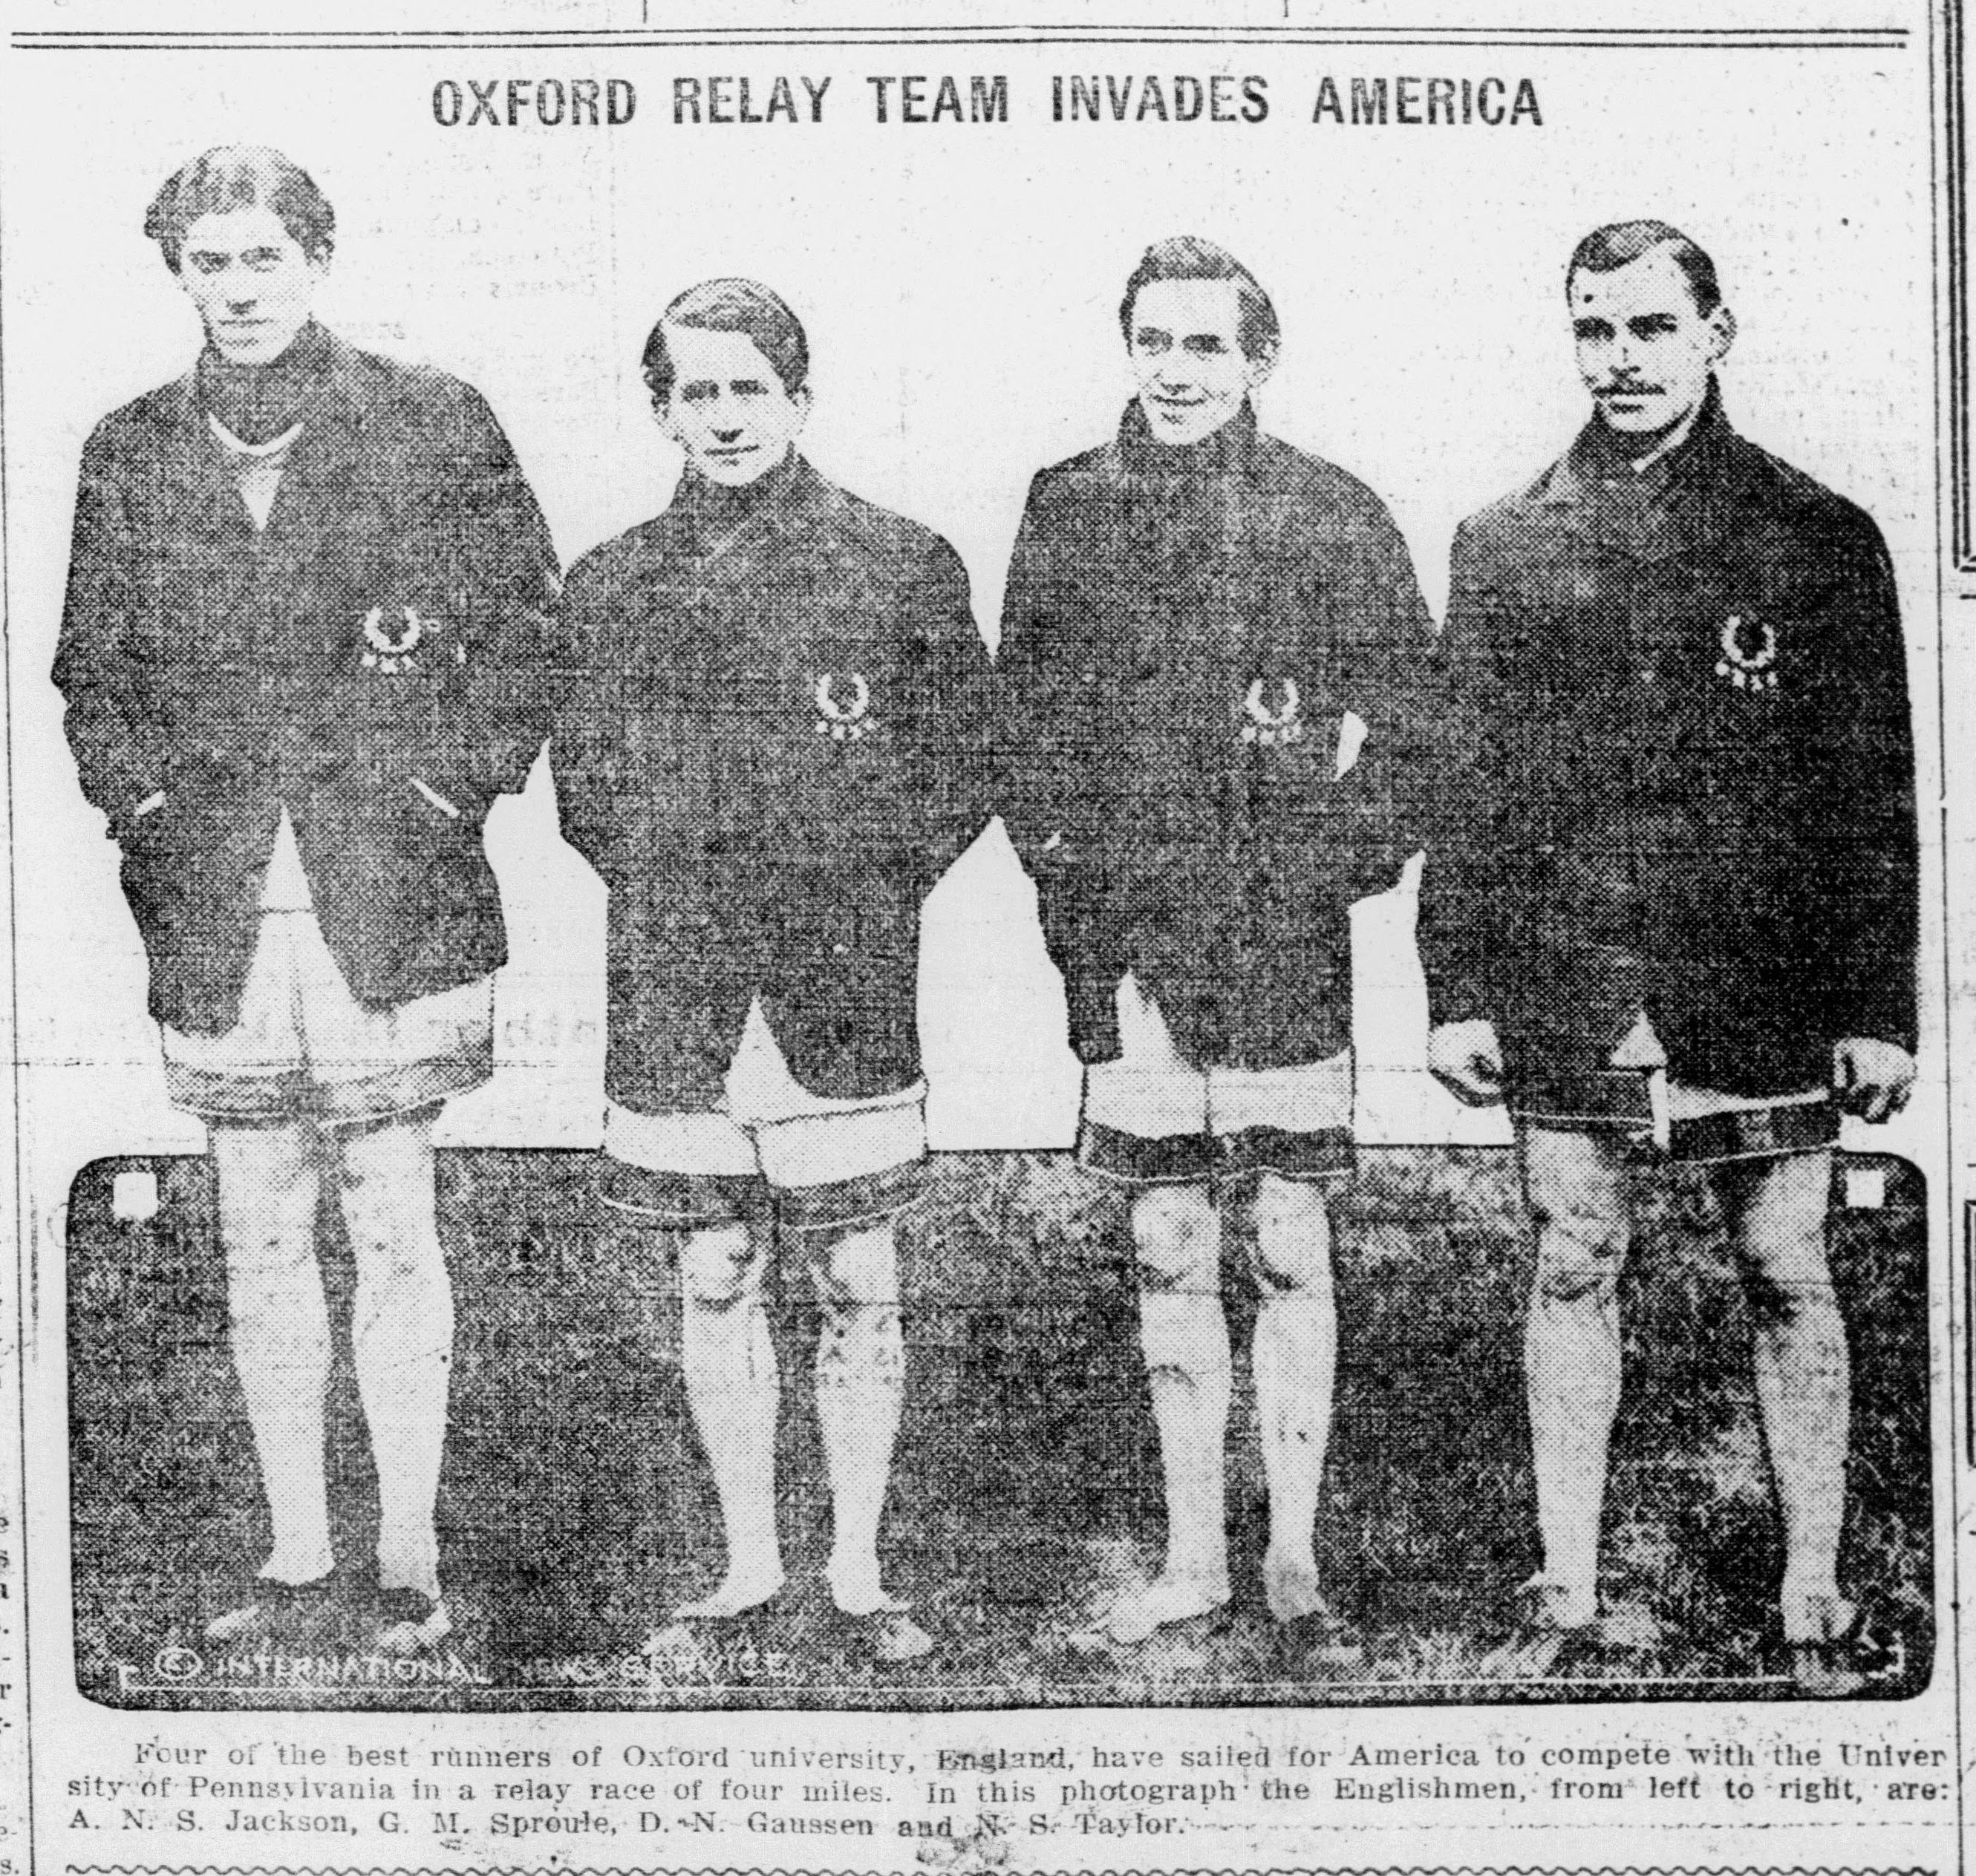 OXFORD RELAY TEAM INVADES AMERICA
© INTERNATIONAL NEWS SERVICE
Four of the best runners of Oxford university, England, have sailed for America to compete with the Univer
sity of Pennsylvania in a relay race of four miles. In this photograph the Englishmen, from left to right, are:
A. N. S. Jackson, G. M. Sproule, D. N. Gaussen and N. S. Taylor.